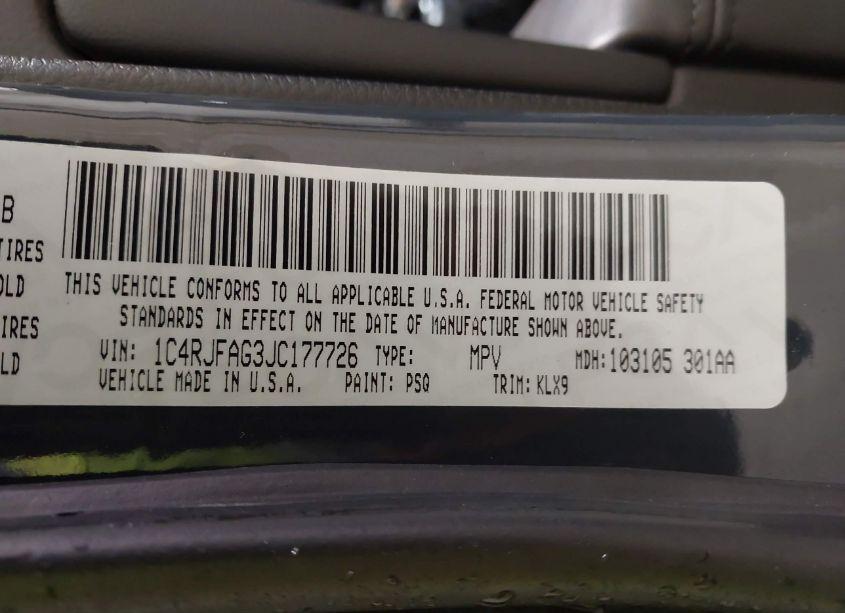 B
TIRES
OLD
IRES
LD
THIS VEHICLE CONFORMS TO ALL APPLICABLE U.S.A. FEDERAL MOTOR VEHICLE SAFETY
STANDARDS IN EFFECT ON THE DATE OF MANUFACTURE SHOWN ABOVE.
VIN: 1C4RJFAG3JC177726 TYPE: MPV MDH:103105 301AA
VEHICLE MADE IN U.S.A. PAINT: PSQ TRIM: KLX9